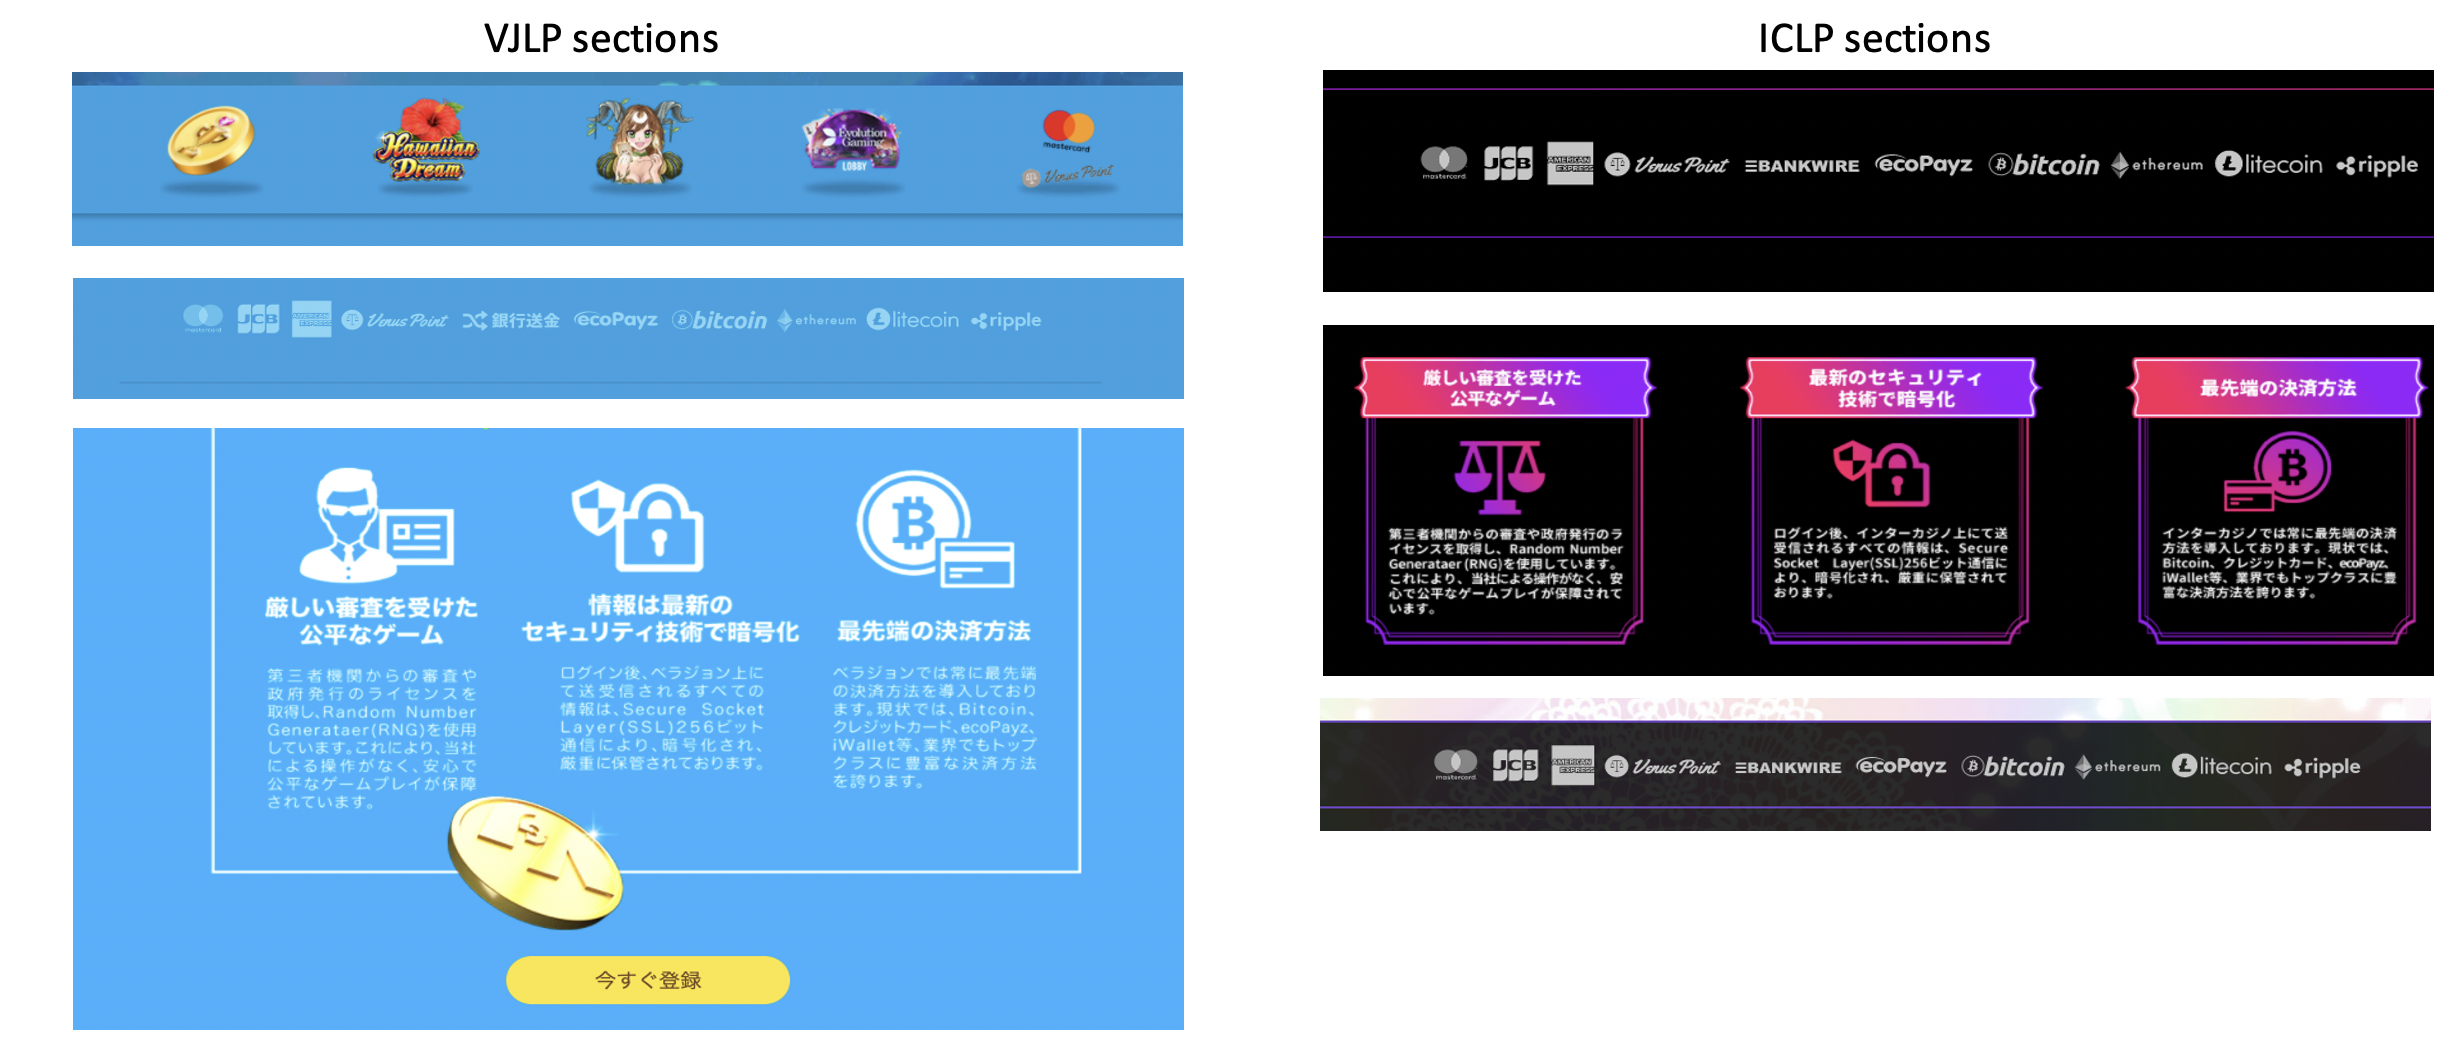 VJLP sections
Hawaiian
Dream
Evolution
Gaming
LOBBY
mastercard
Venus Point
mastercard JCB AMERICAN EXPRESS Venus Point 銀行送金 ecoPayz bitcoin ethereum litecoin ripple
厳しい審査を受けた
公平なゲーム
第三者機関からの審査や
政府発行のライセンスを
取得し、Random Number
Generataer(RNG)を使用
しています。これにより、当社
による操作がなく、安心で
公平なゲームプレイが保障
されています。
情報は最新の
セキュリティ技術で暗号化
ログイン後、ベラジョン上に
て送受信されるすべての
情報は、Secure Socket
Layer(SSL)256ビット
通信により、暗号化され、
厳重に保管されております。
最先端の決済方法
ベラジョンでは常に最先端
の決済方法を導入しており
ます。現状では、Bitcoin、
クレジットカード、ecoPayz、
iWallet等、業界でもトップ
クラスに豊富な決済方法
を誇ります。
今すぐ登録
ICLP sections
mastercard JCB AMERICAN EXPRESS Venus Point BANKWIRE ecoPayz bitcoin ethereum litecoin ripple
厳しい審査を受けた
公平なゲーム
第三者機関からの審査や政府発行のラ
イセンスを取得し、Random Number
Generataer (RNG)を使用しています。
これにより、当社による操作がなく、安
心で公平なゲームプレイが保障されて
います。
最新のセキュリティ
技術で暗号化
ログイン後、インターカジノ上にて送
受信されるすべての情報は、Secure
Socket Layer(SSL)256ビット通信に
より、暗号化され、厳重に保管されて
おります。
最先端の決済方法
インターカジノでは常に最先端の決済
方法を導入しております。現状では、
Bitcoin、クレジットカード、ecoPayz、
iWallet等、業界でもトップクラスに豊
富な決済方法を誇ります。
mastercard JCB AMERICAN EXPRESS Venus Point BANKWIRE ecoPayz bitcoin ethereum litecoin ripple